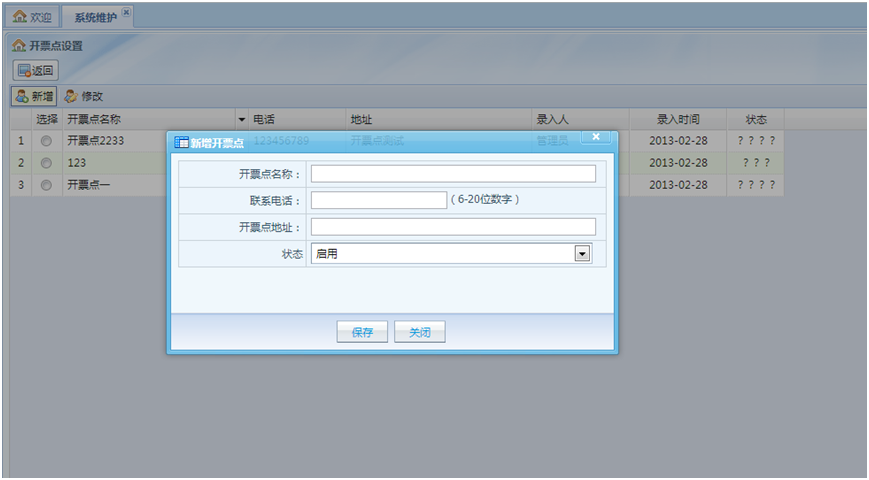 欢迎 系统维护
开票点设置
返回
新增 修改
选择 开票点名称 电话 地址 录入人 录入时间 状态
1 开票点2233 123456789 开票点测试 管理员 2013-02-28 ? ? ? ?
2 123 2013-02-28 ? ? ?
3 开票点一 2013-02-28 ? ? ? ?
新增开票点
开票点名称：
联系电话： （6-20位数字）
开票点地址：
状态 启用
保存 关闭